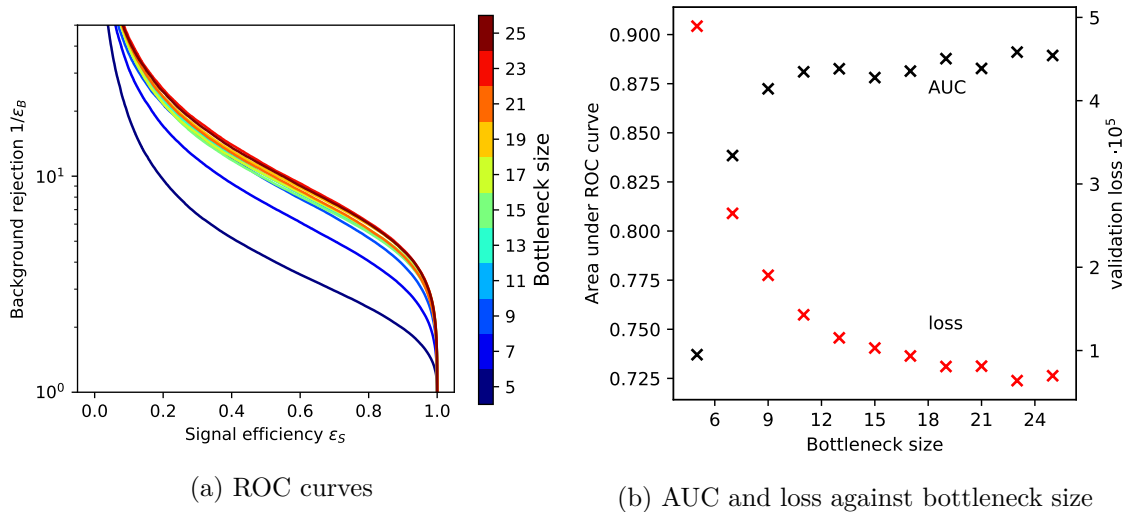 Background rejection 1/ε_B
10^1
10^0
0.0 0.2 0.4 0.6 0.8 1.0
Signal efficiency ε_S
25
23
21
19
17
15
13
11
9
7
5
Bottleneck size
(a) ROC curves
Area under ROC curve
0.900
0.875
0.850
0.825
0.800
0.775
0.750
0.725
AUC
loss
6 9 12 15 18 21 24
Bottleneck size
5
4
3
2
1
validation loss ·10^5
(b) AUC and loss against bottleneck size